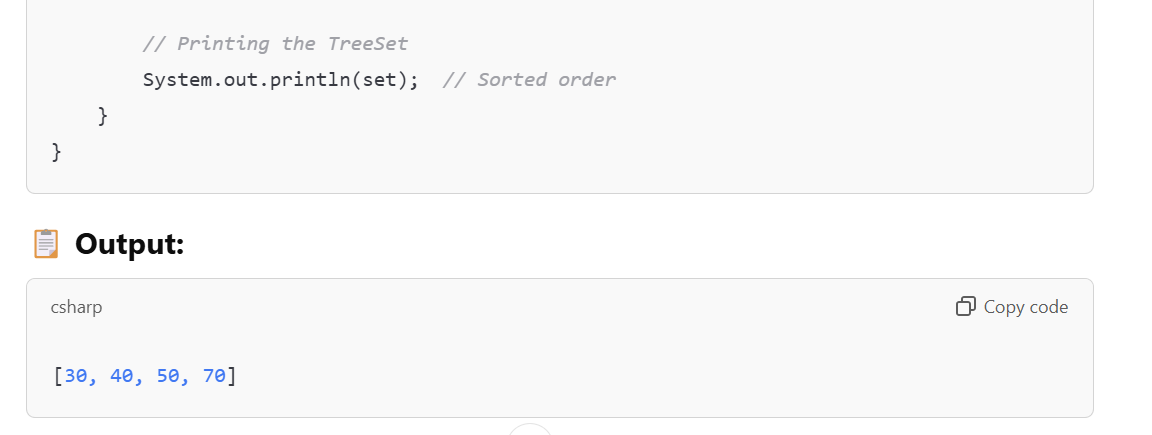 // Printing the TreeSet
System.out.println(set);  // Sorted order
}
}
Output:
csharp
Copy code
[30, 40, 50, 70]